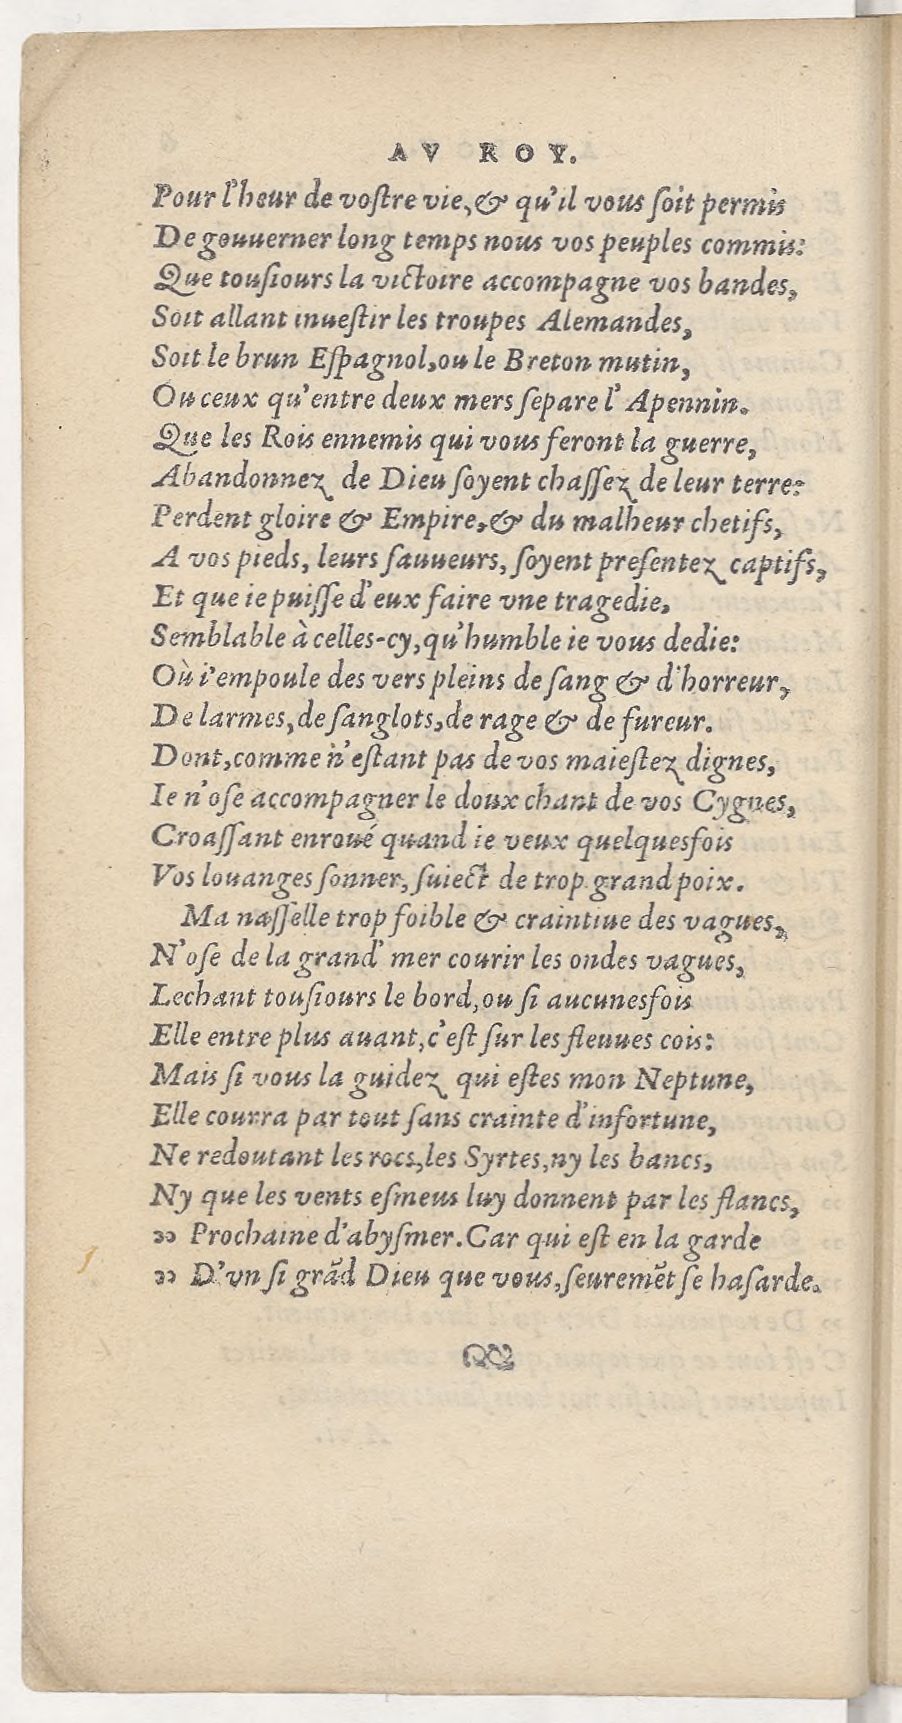 AV ROY.
Pour l'heur de voſtre vie,& qu'il vous ſoit permis
De gouuerner long temps nous vos peuples commis:
Que touſiours la victoire accompagne vos bandes,
Soit allant inueſtir les troupes Alemandes,
Soit le brun Eſpagnol,ou le Breton mutin,
Ou ceux qu'entre deux mers ſepare l'Apennin.
Que les Rois ennemis qui vous feront la guerre,
Abandonnez de Dieu ſoyent chaſſez de leur terre:
Perdent gloire & Empire,& du malheur chetifs,
A vos pieds, leurs ſauueurs, ſoyent preſentez captifs,
Et que ie puiſſe d'eux faire vne tragedie,
Semblable à celles-cy,qu'humble ie vous dedie:
Où i'empoule des vers pleins de ſang & d'horreur,
De larmes,de ſanglots,de rage & de fureur.
Dont,comme n'eſtant pas de vos maieſtez dignes,
Ie n'oſe accompagner le doux chant de vos Cygnes,
Croaſſant enroué quand ie veux quelquesfois
Vos louanges ſonner, ſuiect de trop grand poix.
Ma naſſelle trop foible & craintiue des vagues,
N'oſe de la grand' mer courir les ondes vagues,
Lechant touſiours le bord,ou ſi aucunesfois
Elle entre plus auant,c'eſt ſur les fleuues cois:
Mais ſi vous la guidez qui eſtes mon Neptune,
Elle courra par tout ſans crainte d'infortune,
Ne redoutant les rocs,les Syrtes,ny les bancs,
Ny que les vents eſmeus luy donnent par les flancs,
" Prochaine d'abyſmer.Car qui eſt en la garde
" D'vn ſi grãd Dieu que vous,ſeuremẽt ſe haſarde.